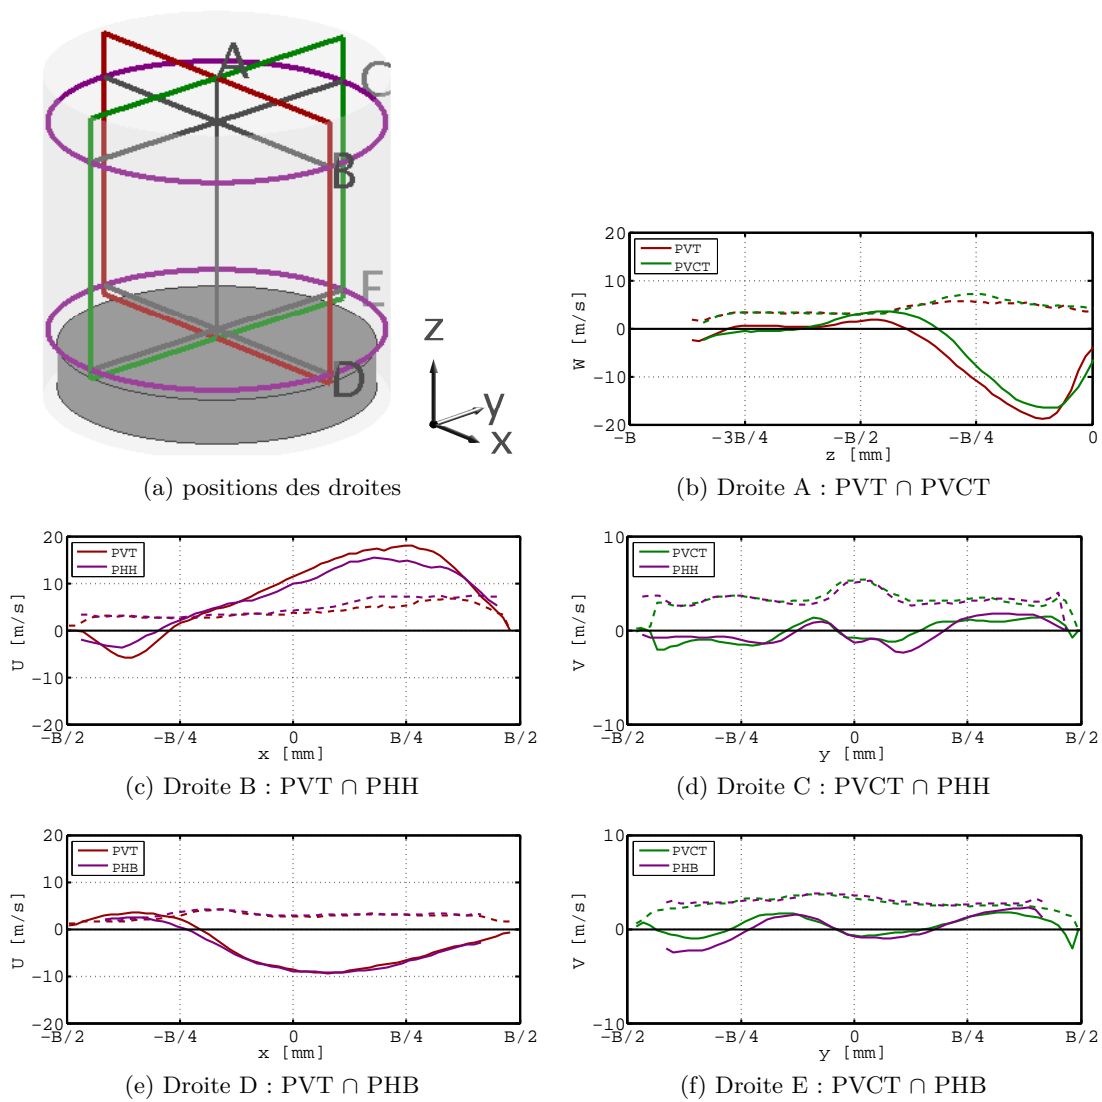 A
C
B
E
D
z
y
x
(a) positions des droites
20
10
0
−10
−20
W [m/s]
PVT
PVCT
−B
−3B/4
−B/2
−B/4
0
z [mm]
(b) Droite A : PVT ∩ PVCT
20
10
0
−10
−20
U [m/s]
PVT
PHH
−B/2
−B/4
0
B/4
B/2
x [mm]
(c) Droite B : PVT ∩ PHH
10
0
−10
V [m/s]
PVCT
PHH
−B/2
−B/4
0
B/4
B/2
y [mm]
(d) Droite C : PVCT ∩ PHH
20
10
0
−10
−20
U [m/s]
PVT
PHB
−B/2
−B/4
0
B/4
B/2
x [mm]
(e) Droite D : PVT ∩ PHB
10
0
−10
V [m/s]
PVCT
PHB
−B/2
−B/4
0
B/4
B/2
y [mm]
(f) Droite E : PVCT ∩ PHB